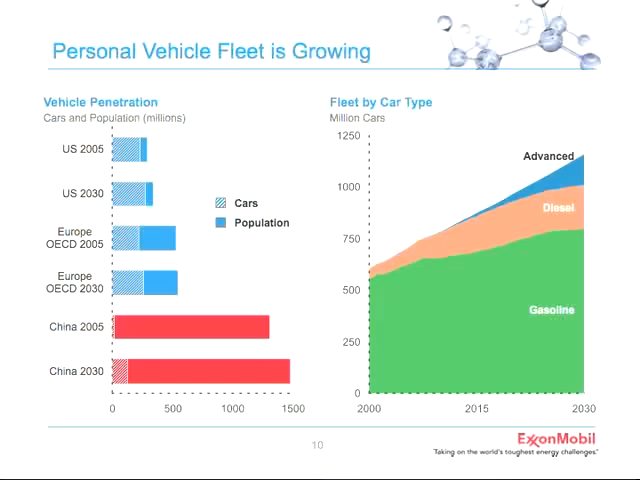 Personal Vehicle Fleet is Growing
Vehicle Penetration
Cars and Population (millions)
US 2005
US 2030
Europe
OECD 2005
Europe
OECD 2030
China 2005
China 2030
0 500 1000 1500
Cars
Population
Fleet by Car Type
Million Cars
1250
1000
750
500
250
0
2000 2015 2030
Advanced
Diesel
Gasoline
10
ExxonMobil
Taking on the world's toughest energy challenges.™